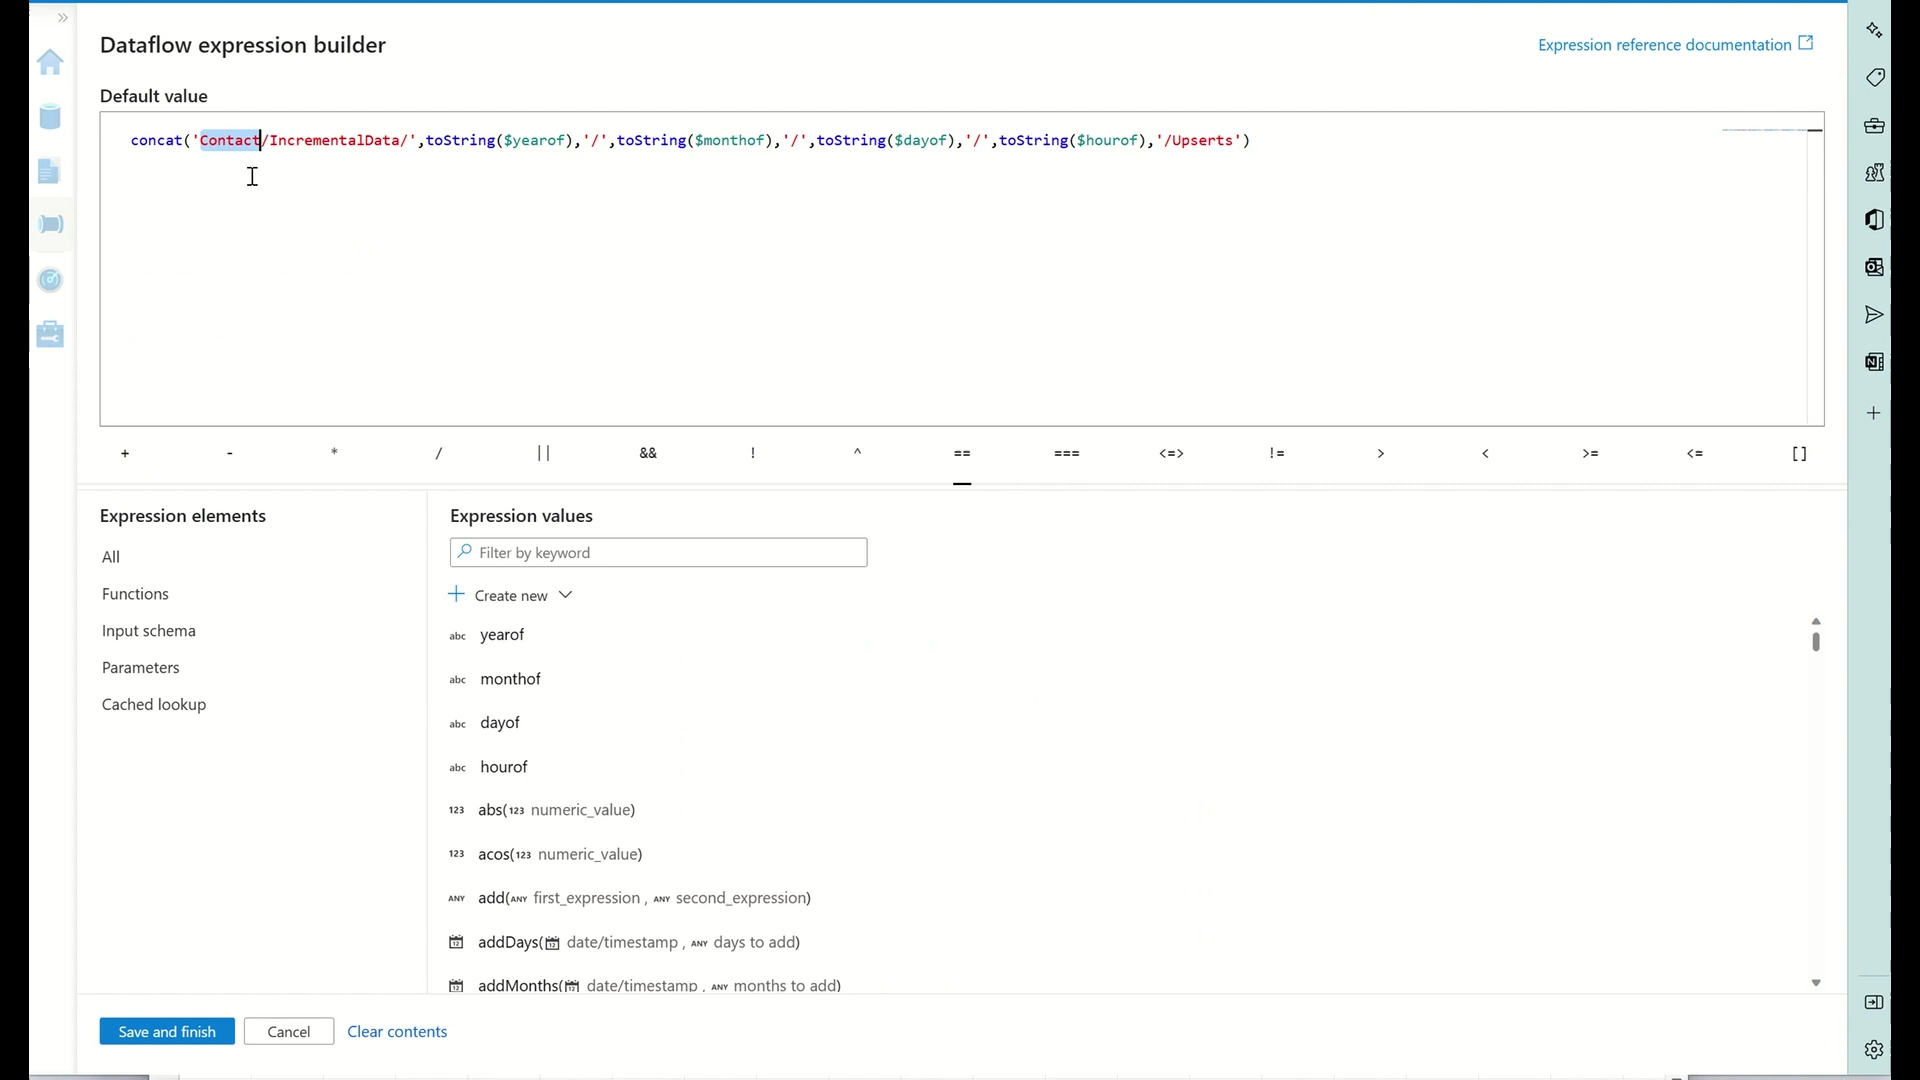 Dataflow expression builder
Expression reference documentation
Default value
concat('Contact/IncrementalData/',toString($yearof),'/',toString($monthof),'/',toString($dayof),'/',toString($hourof),'/Upserts')
+ - * / || && ! ^ == === <=> != > < >= <= []
Expression elements
All
Functions
Input schema
Parameters
Cached lookup
Expression values
Filter by keyword
+ Create new
abc yearof
abc monthof
abc dayof
abc hourof
123 abs(123 numeric_value)
123 acos(123 numeric_value)
ANY add(ANY first_expression , ANY second_expression)
addDays( date/timestamp , ANY days to add)
addMonths( date/timestamp , ANY months to add)
Save and finish
Cancel
Clear contents